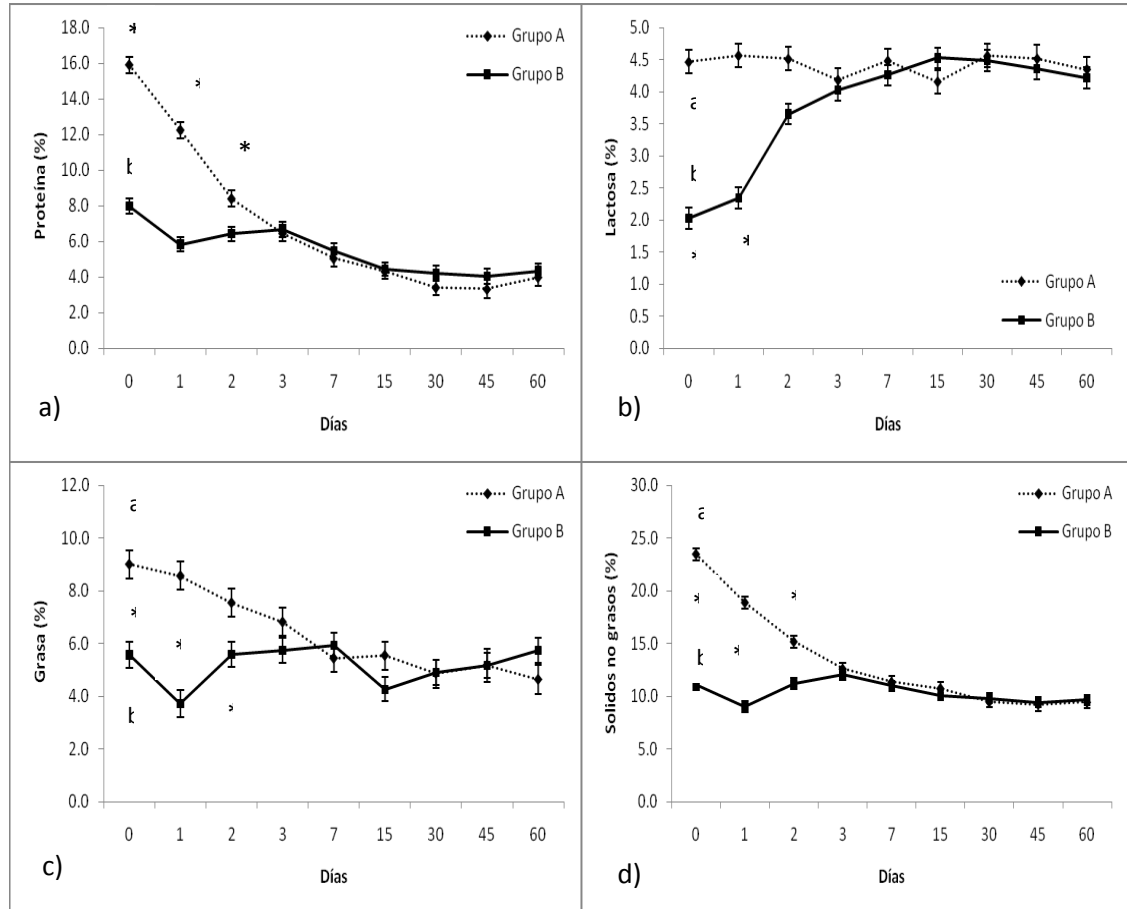 18.0
16.0
14.0
12.0
10.0
8.0
6.0
4.0
2.0
0.0
Proteína (%)
*
*
*
b
Grupo A
Grupo B
0 1 2 3 7 15 30 45 60
Días
a)
5.0
4.5
4.0
3.5
3.0
2.5
2.0
1.5
1.0
0.5
0.0
Lactosa (%)
a
b
*
*
Grupo A
Grupo B
0 1 2 3 7 15 30 45 60
Días
b)
12.0
10.0
8.0
6.0
4.0
2.0
0.0
Grasa (%)
a
*
*
b
*
Grupo A
Grupo B
0 1 2 3 7 15 30 45 60
Días
c)
30.0
25.0
20.0
15.0
10.0
5.0
0.0
Solidos no grasos (%)
a
*
*
b
*
Grupo A
Grupo B
0 1 2 3 7 15 30 45 60
Días
d)